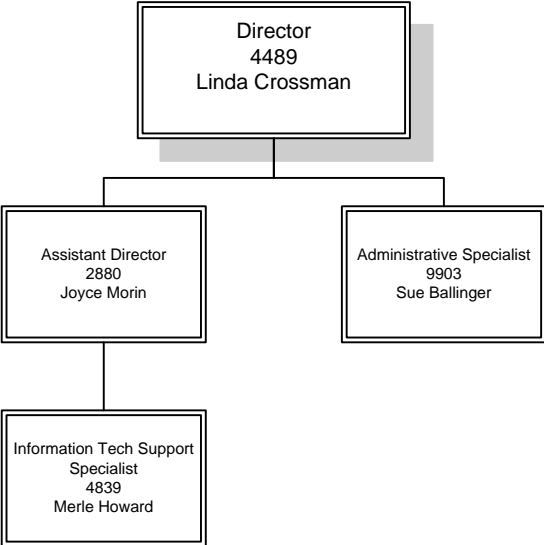 Director
4489
Linda Crossman
Assistant Director
2880
Joyce Morin
Administrative Specialist
9903
Sue Ballinger
Information Tech Support
Specialist
4839
Merle Howard